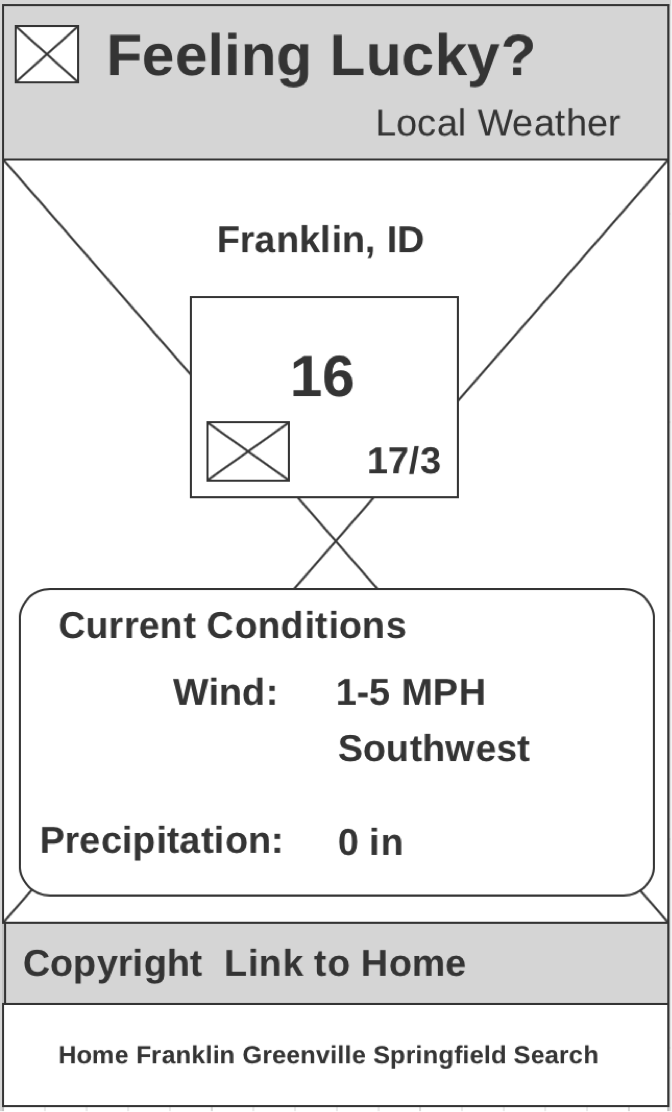 Feeling Lucky?
Local Weather
Franklin, ID
16
17/3
Current Conditions
Wind: 1-5 MPH
Southwest
Precipitation: 0 in
Copyright Link to Home
Home Franklin Greenville Springfield Search